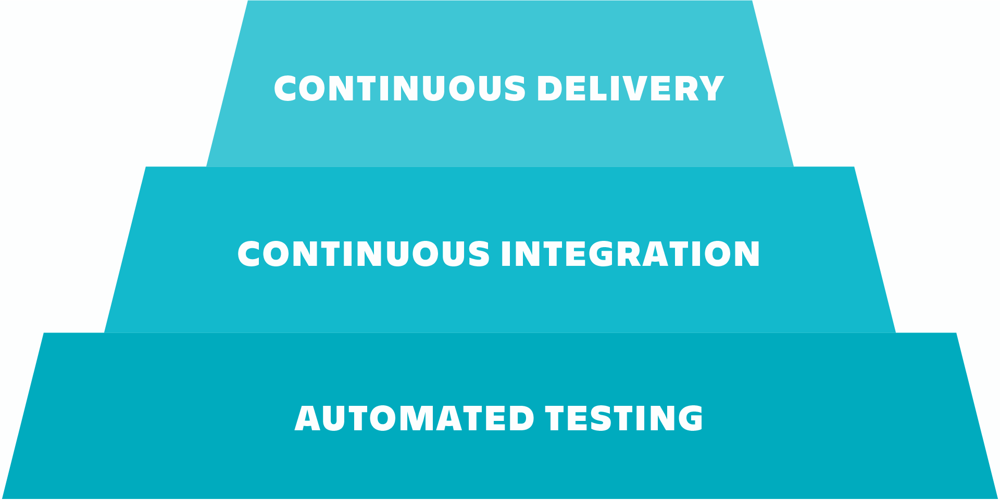 CONTINUOUS DELIVERY
CONTINUOUS INTEGRATION
AUTOMATED TESTING